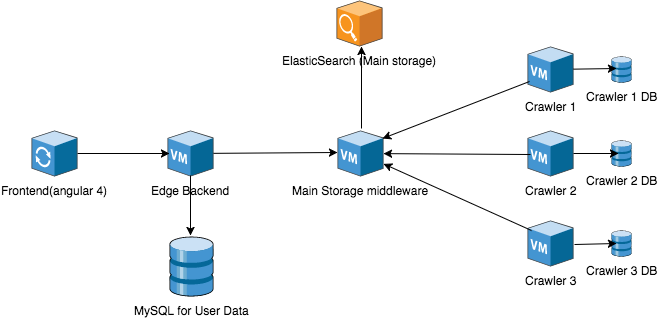 ElasticSearch (Main storage)
VM
Crawler 1
Crawler 1 DB
Frontend(angular 4)
VM
Edge Backend
VM
Main Storage middleware
VM
Crawler 2
Crawler 2 DB
MySQL for User Data
VM
Crawler 3
Crawler 3 DB